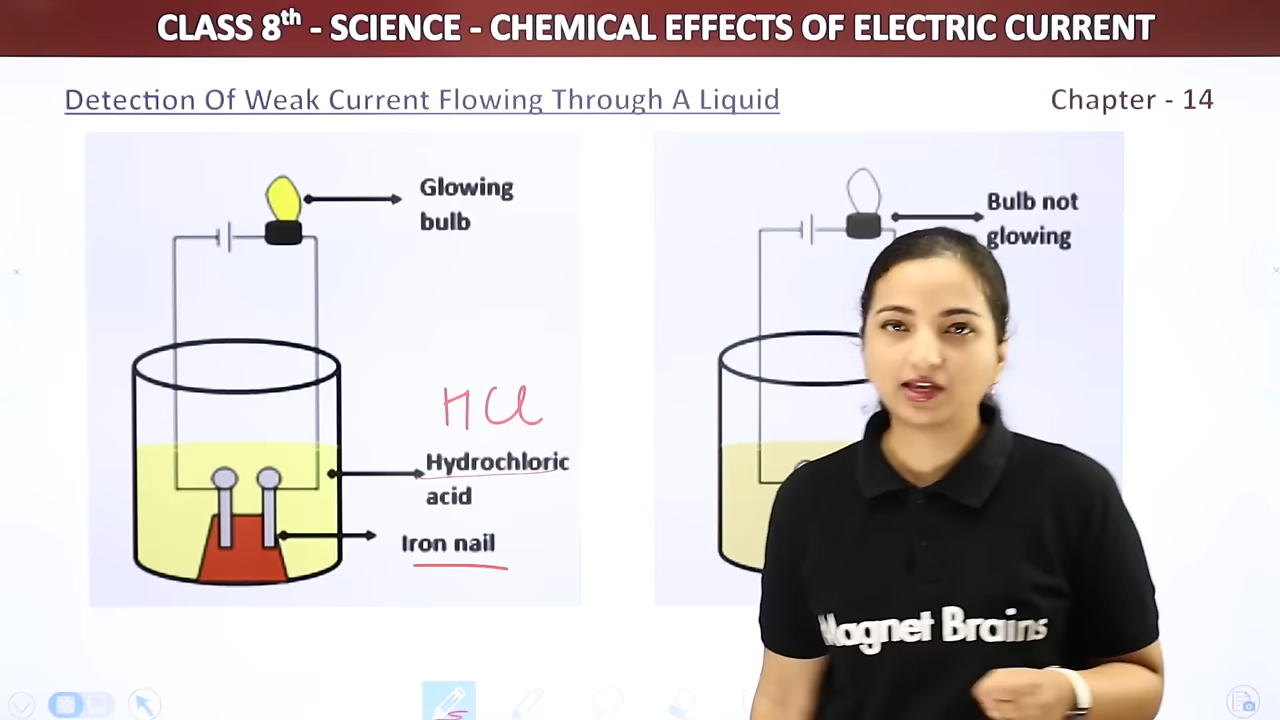 CLASS 8th - SCIENCE - CHEMICAL EFFECTS OF ELECTRIC CURRENT
Detection Of Weak Current Flowing Through A Liquid
Chapter - 14
Glowing
bulb
HCl
Hydrochloric
acid
Iron nail
Bulb not
glowing
Magnet Brains